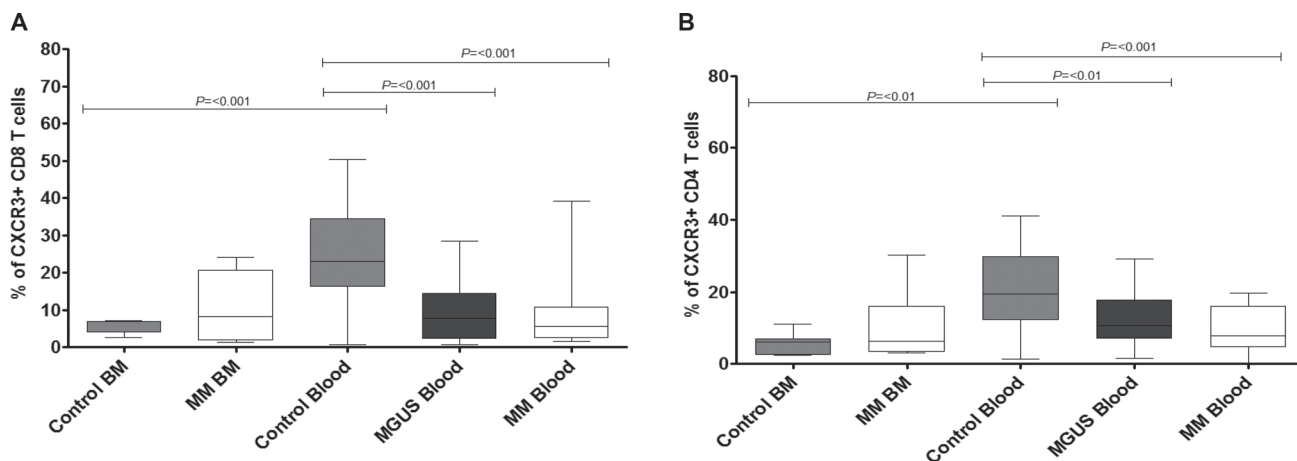 A
% of CXCR3+ CD8 T cells
80
70
60
50
40
30
20
10
0
P=<0.001
P=<0.001
P=<0.001
Control BM
MM BM
Control Blood
MGUS Blood
MM Blood
B
% of CXCR3+ CD4 T cells
80
60
40
20
0
P=<0.001
P=<0.01
P=<0.01
Control BM
MM BM
Control Blood
MGUS Blood
MM Blood